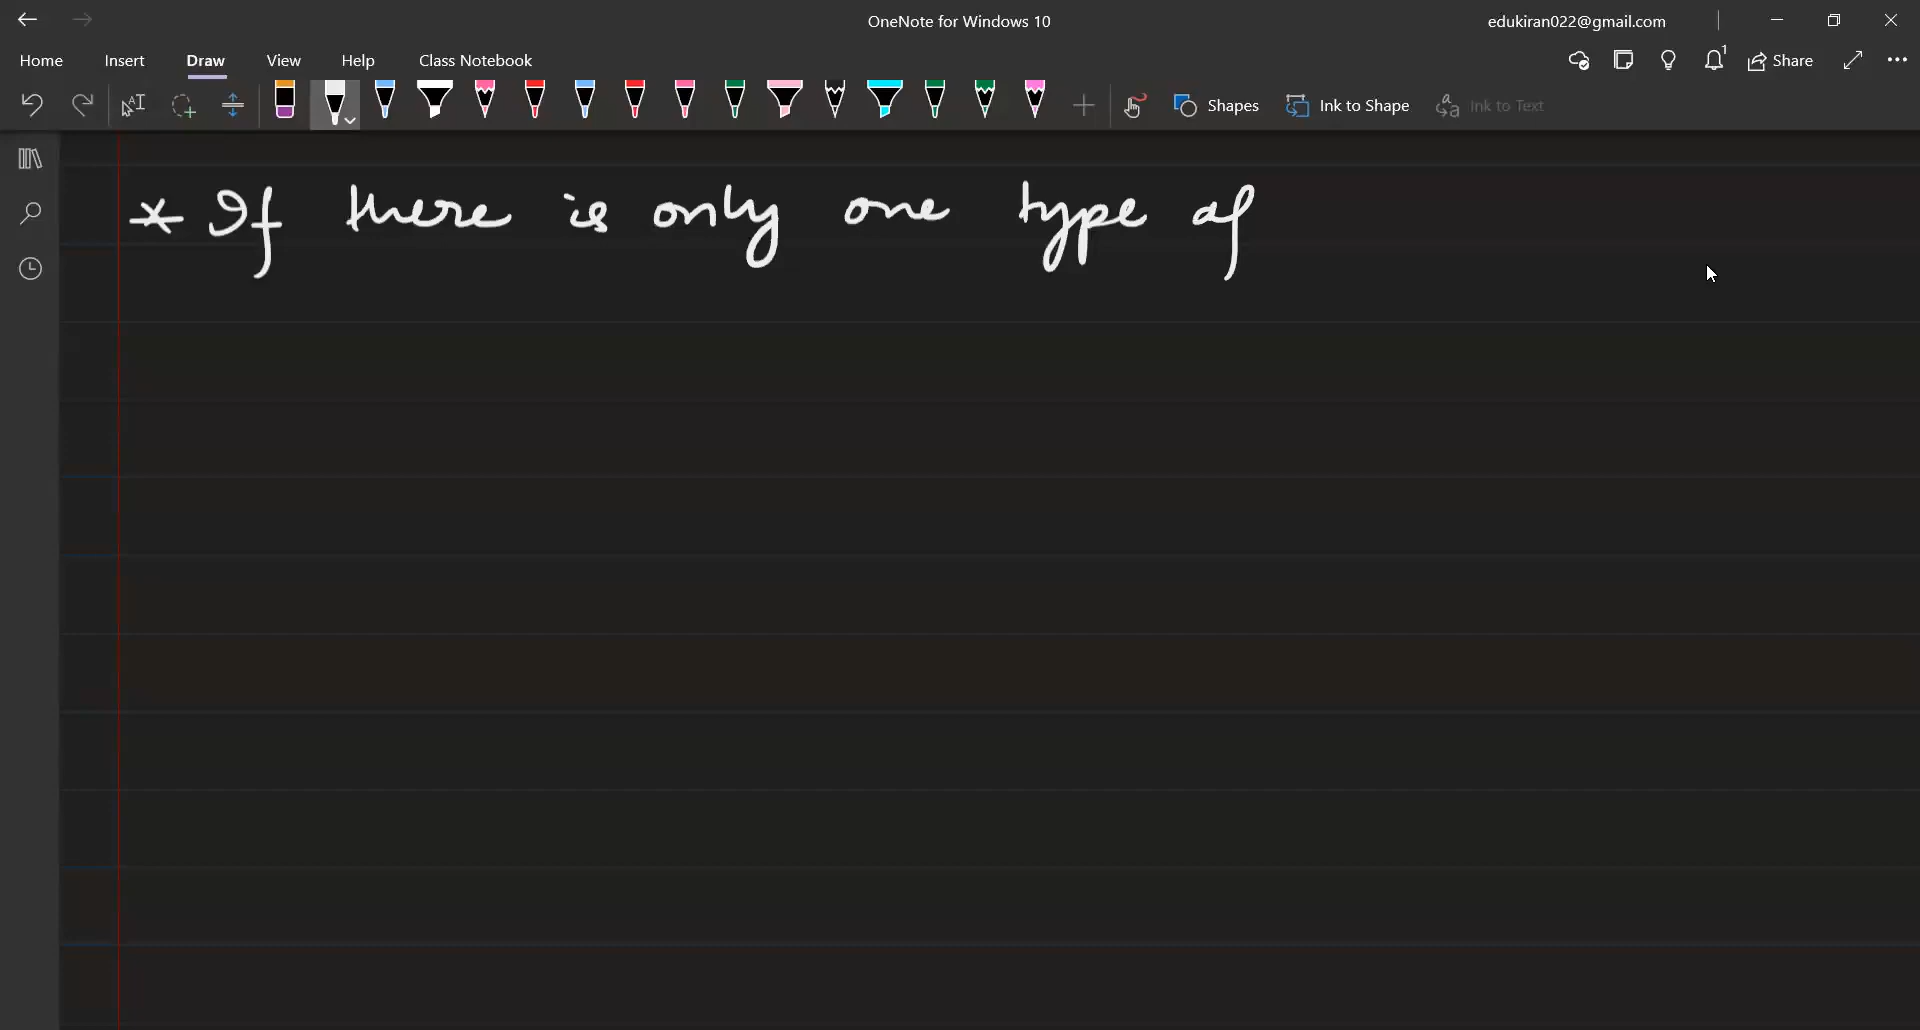 OneNote for Windows 10
edukiran022@gmail.com
Home Insert Draw View Help Class Notebook
1
Share
Shapes Ink to Shape Ink to Text
* If there is only one type of